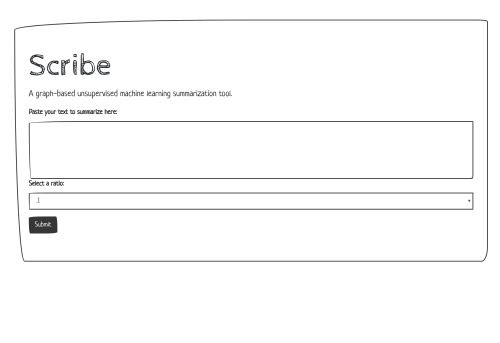 Scribe
A graph-based unsupervised machine learning summarization tool.
Paste your text to summarize here:
Select a ratio:
.1
Submit